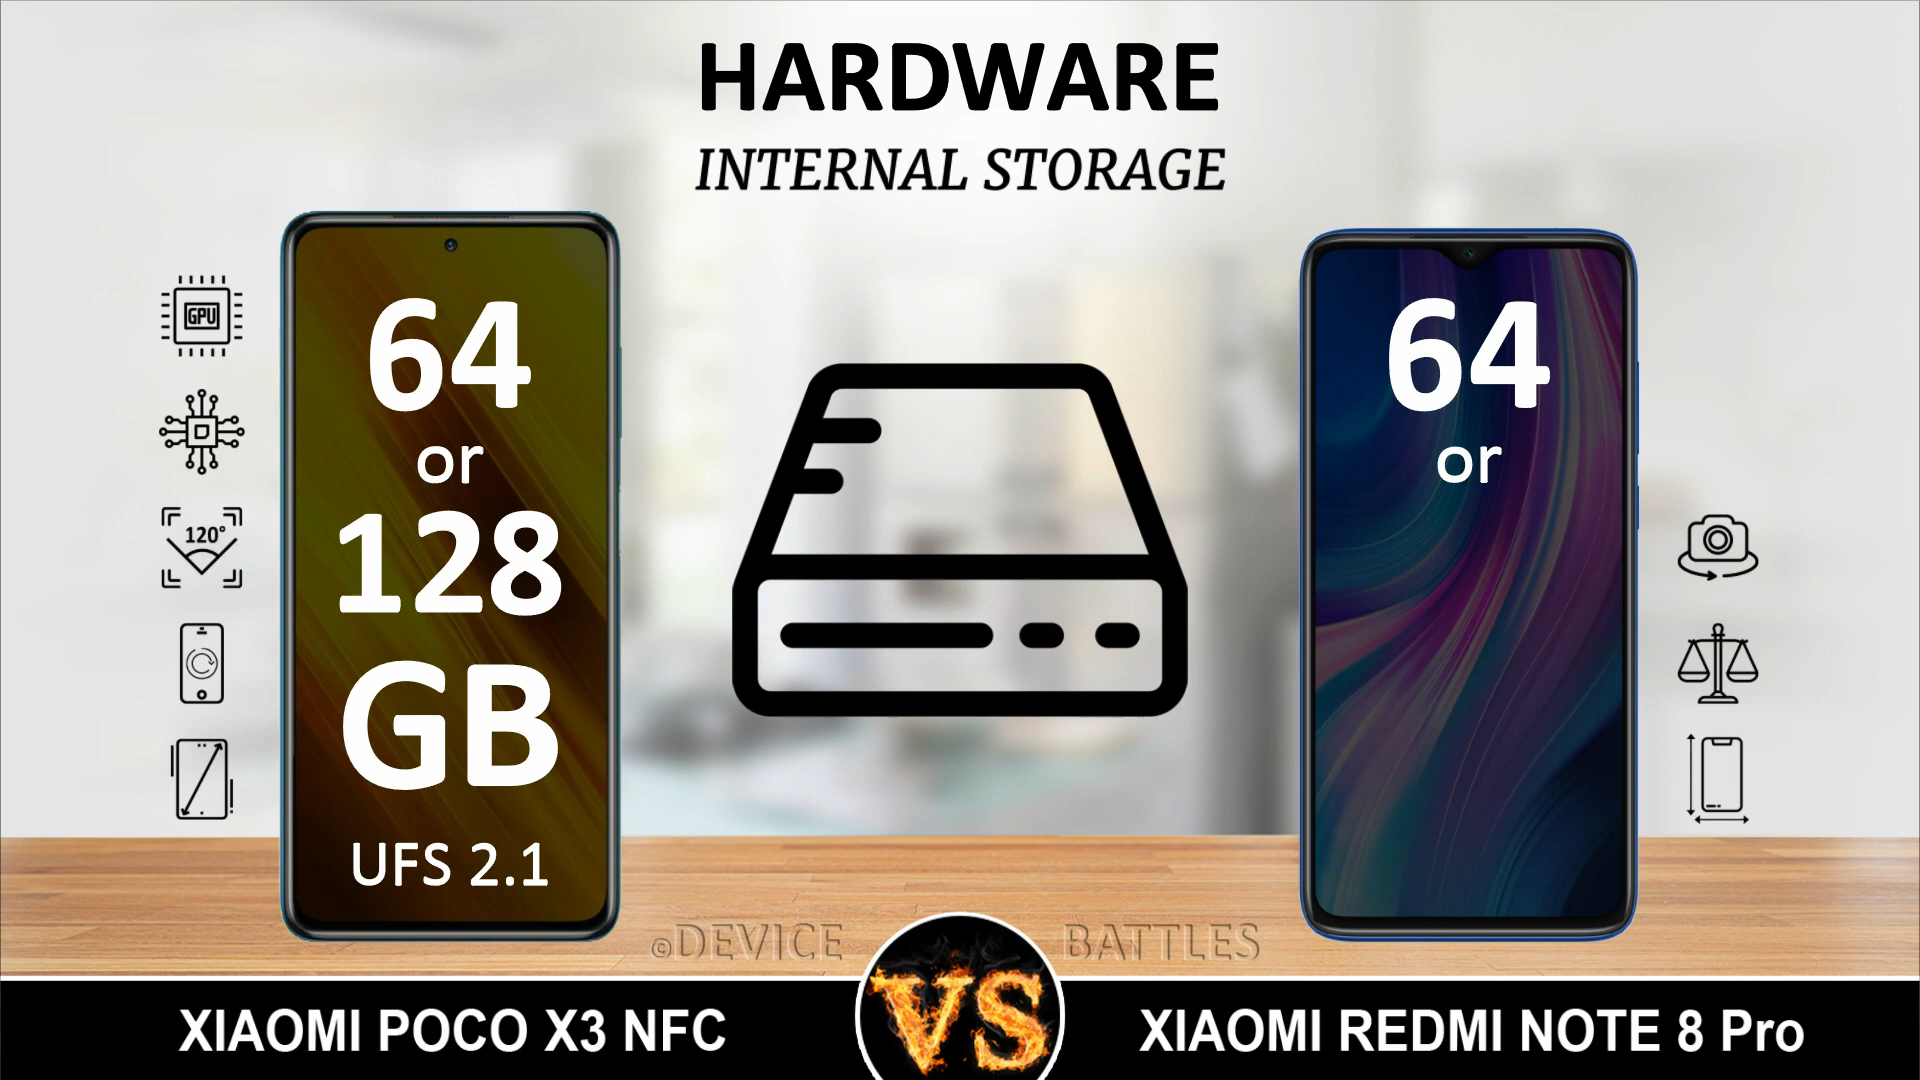 HARDWARE
INTERNAL STORAGE
GPU
120°
64
or
128
GB
UFS 2.1
64
or
©DEVICE BATTLES
XIAOMI POCO X3 NFC
VS
XIAOMI REDMI NOTE 8 Pro